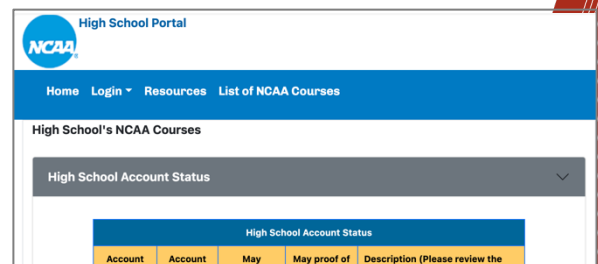 High School Portal
NCAA
Home Login Resources List of NCAA Courses
High School's NCAA Courses
High School Account Status
High School Account Status
Account Account May May proof of Description (Please review the